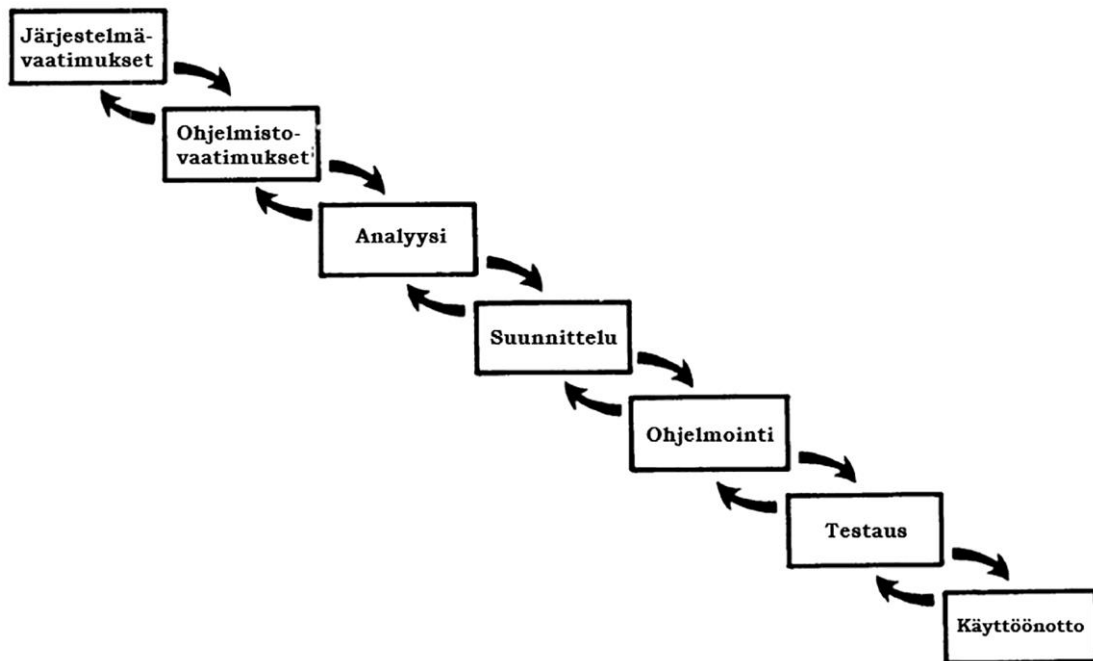 Järjestelmä-
vaatimukset
Ohjelmisto-
vaatimukset
Analyysi
Suunnittelu
Ohjelmointi
Testaus
Käyttöönotto